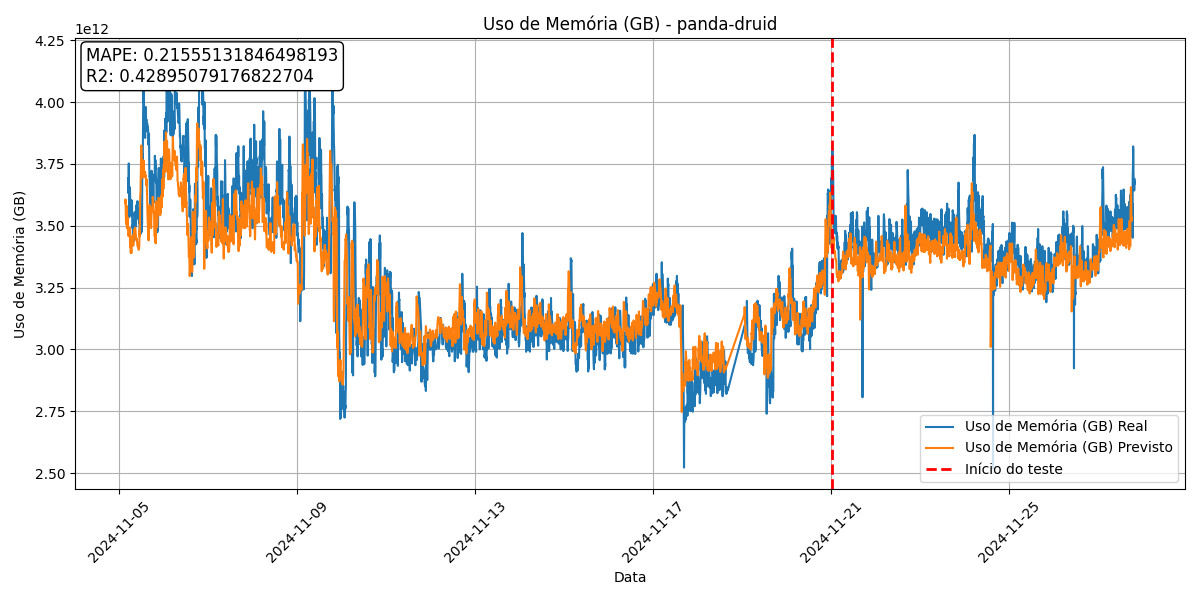 Uso de Memória (GB) - panda-druid
1e12
MAPE: 0.21555131846498193
R2: 0.42895079176822704
4.25
4.00
3.75
3.50
3.25
3.00
2.75
2.50
Uso de Memória (GB)
Uso de Memória (GB) Real
Uso de Memória (GB) Previsto
Início do teste
2024-11-05
2024-11-09
2024-11-13
2024-11-17
2024-11-21
2024-11-25
Data